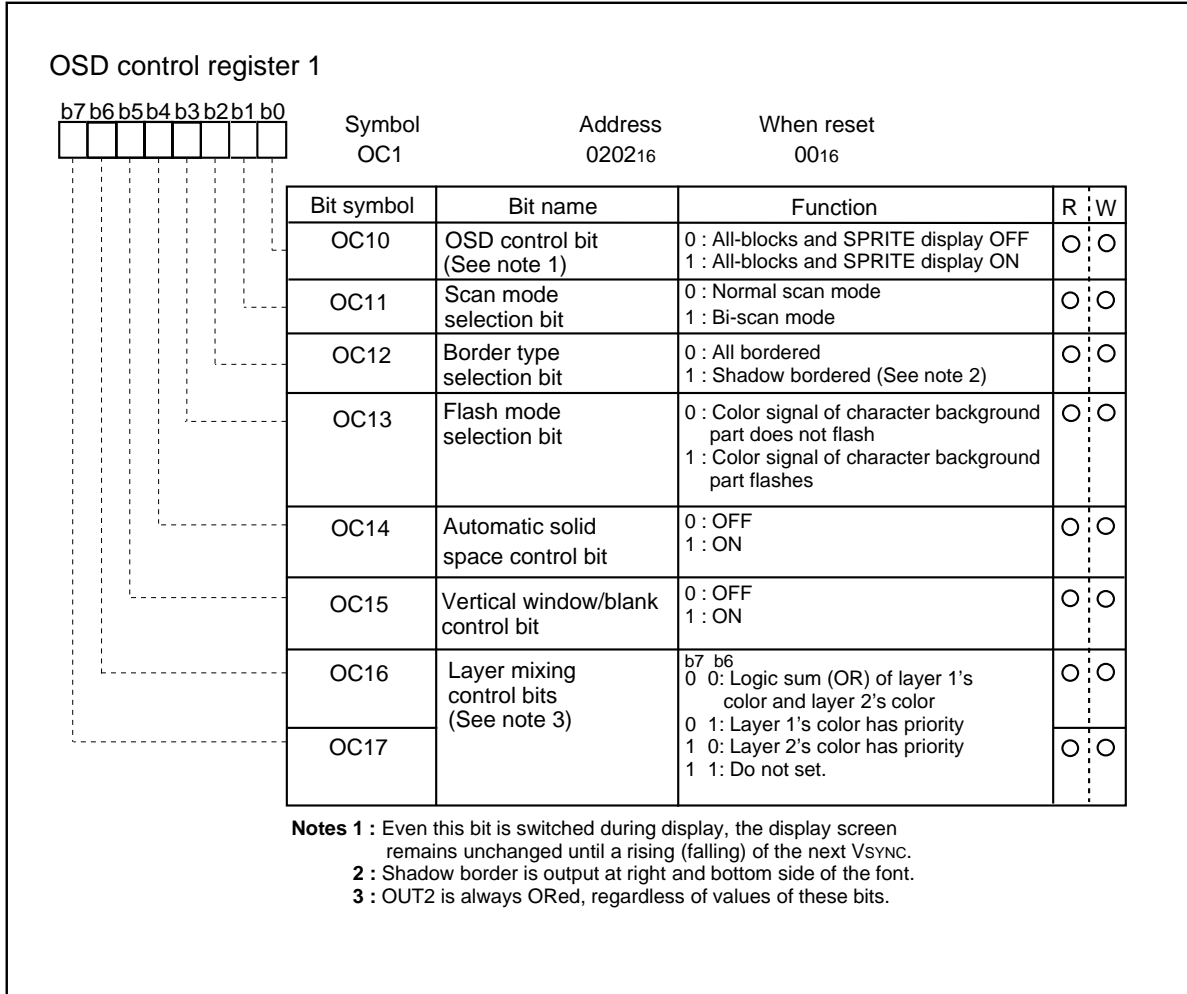 OSD control register 1
b7 b6 b5 b4 b3 b2 b1 b0
Symbol Address When reset
OC1 020216 0016
Bit symbol Bit name Function R W
OC10 OSD control bit (See note 1) 0 : All-blocks and SPRITE display OFF
1 : All-blocks and SPRITE display ON
OC11 Scan mode selection bit 0 : Normal scan mode
1 : Bi-scan mode
OC12 Border type selection bit 0 : All bordered
1 : Shadow bordered (See note 2)
OC13 Flash mode selection bit 0 : Color signal of character background
part does not flash
1 : Color signal of character background
part flashes
OC14 Automatic solid space control bit 0 : OFF
1 : ON
OC15 Vertical window/blank control bit 0 : OFF
1 : ON
OC16 Layer mixing control bits (See note 3) b7 b6
0 0: Logic sum (OR) of layer 1's
color and layer 2's color
0 1: Layer 1's color has priority
OC17 1 0: Layer 2's color has priority
1 1: Do not set.
Notes 1 : Even this bit is switched during display, the display screen
remains unchanged until a rising (falling) of the next VSYNC.
2 : Shadow border is output at right and bottom side of the font.
3 : OUT2 is always ORed, regardless of values of these bits.